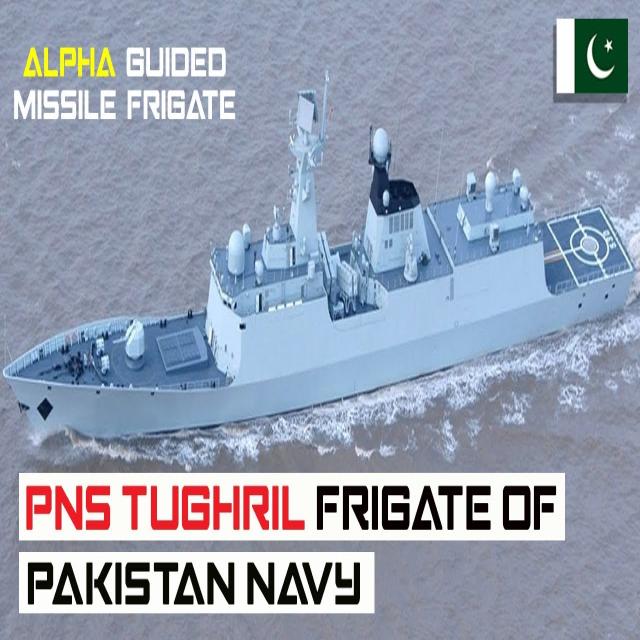 ALPHA GUIDED
MISSILE FRIGATE
PNS TUGHRIL FRIGATE OF
PAKISTAN NAVY